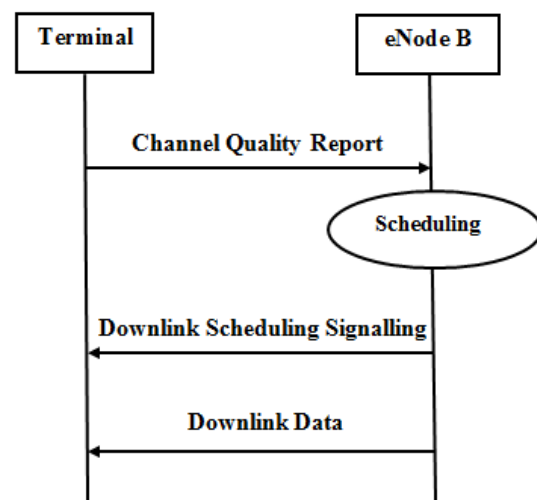 Terminal
eNode B
Channel Quality Report
Scheduling
Downlink Scheduling Signalling
Downlink Data